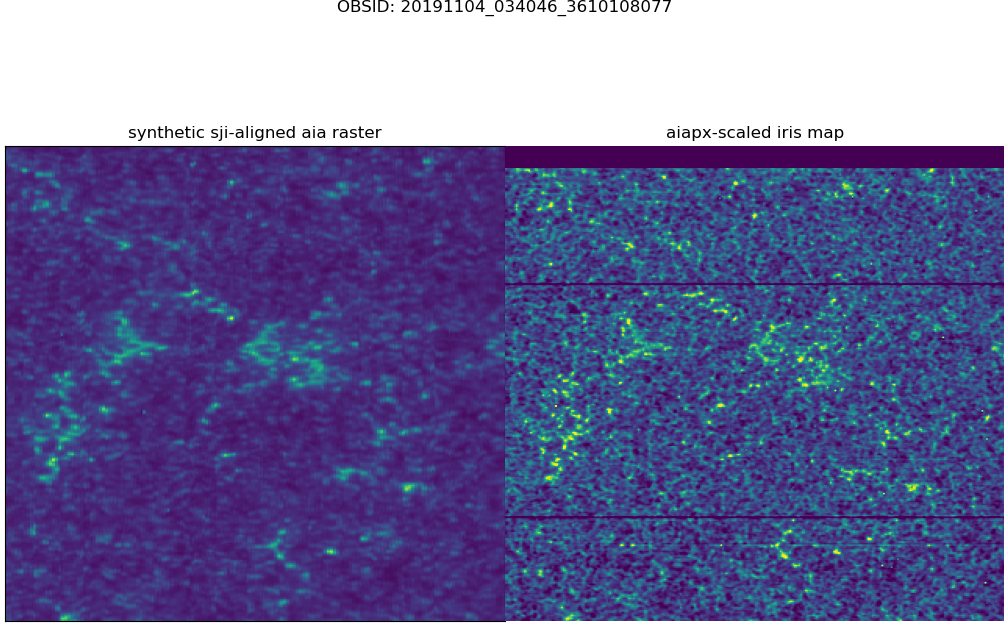 OBSID: 20191104_034046_3610108077
synthetic sji-aligned aia raster
aiapx-scaled iris map